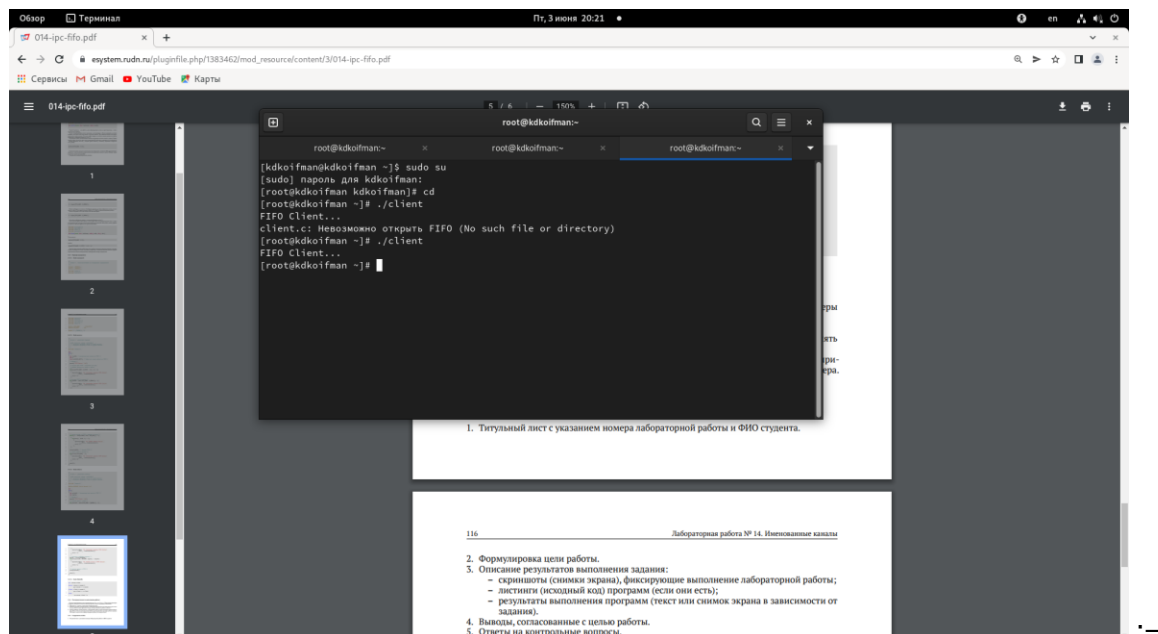 Обзор Терминал Пт, 3 июня 20:21 en
014-ipc-fifo.pdf
esystem.rudn.ru/pluginfile.php/1383462/mod_resource/content/3/014-ipc-fifo.pdf
Сервисы Gmail YouTube Карты
014-ipc-fifo.pdf 5 / 6 150%
root@kdkoifman:~
root@kdkoifman:~ root@kdkoifman:~ root@kdkoifman:~
[kdkoifman@kdkoifman ~]$ sudo su
[sudo] пароль для kdkoifman:
[root@kdkoifman kdkoifman]# cd
[root@kdkoifman ~]# ./client
FIFO Client...
client.c: Невозможно открыть FIFO (No such file or directory)
[root@kdkoifman ~]# ./client
FIFO Client...
[root@kdkoifman ~]#
1
2
3
4
1. Титульный лист с указанием номера лабораторной работы и ФИО студента.
116 Лабораторная работа № 14. Именованные каналы
2. Формулировка цели работы.
3. Описание результатов выполнения задания:
– скриншоты (снимки экрана), фиксирующие выполнение лабораторной работы;
– листинги (исходный код) программ (если они есть);
– результаты выполнения программ (текст или снимок экрана в зависимости от
задания).
4. Выводы, согласованные с целью работы.
5. Ответы на контрольные вопросы.